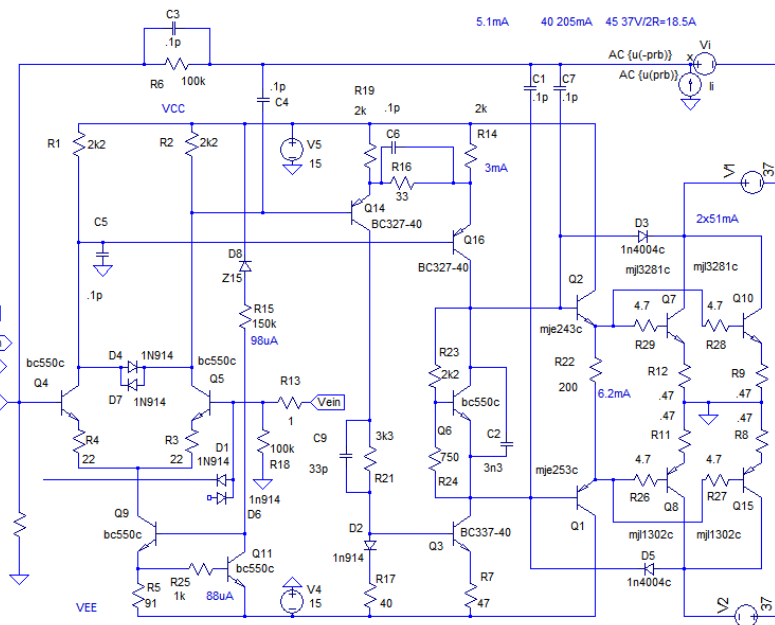 5.1mA 40 205mA 45 37V/2R=18.5A
C3
.1p
R6 100k
AC {u(-prb)} x Vi
AC {u(prb)} Ii
.1p
C4
R19
2k .1p 2k
C1 C7
.1p .1p
VCC
R1 2k2
R2 2k2
V5
15
C6
R16
33
R14
3mA
V1 37
Q14
BC327-40
C5
.1p
D8
Z15
Q16
BC327-40
D3
1n4004c
2x51mA
mjl3281c mjl3281c
R15
150k
98uA
Q2
mje243c
4.7
R29
Q7
4.7
R28
Q10
bc550c
Q4
D4 1N914
D7 1N914
bc550c
Q5
R13
1
Vein
R23
2k2
bc550c
Q6
R22
200
6.2mA
R12
.47
R9
.47
R4
22
R3
22
D1
1N914
100k
R18
1n914
D6
C9
33p
3k3
R21
750
R24
C2
3n3
R11
.47
R8
.47
mje253c
Q1
4.7
R26
Q8
4.7
R27
Q15
mjl1302c mjl1302c
Q9
bc550c
Q11
bc550c
D2
1n914
BC337-40
Q3
D5
1n4004c
R5
91
R25
1k
88uA
V4
15
R17
40
R7
47
V2 37
VEE